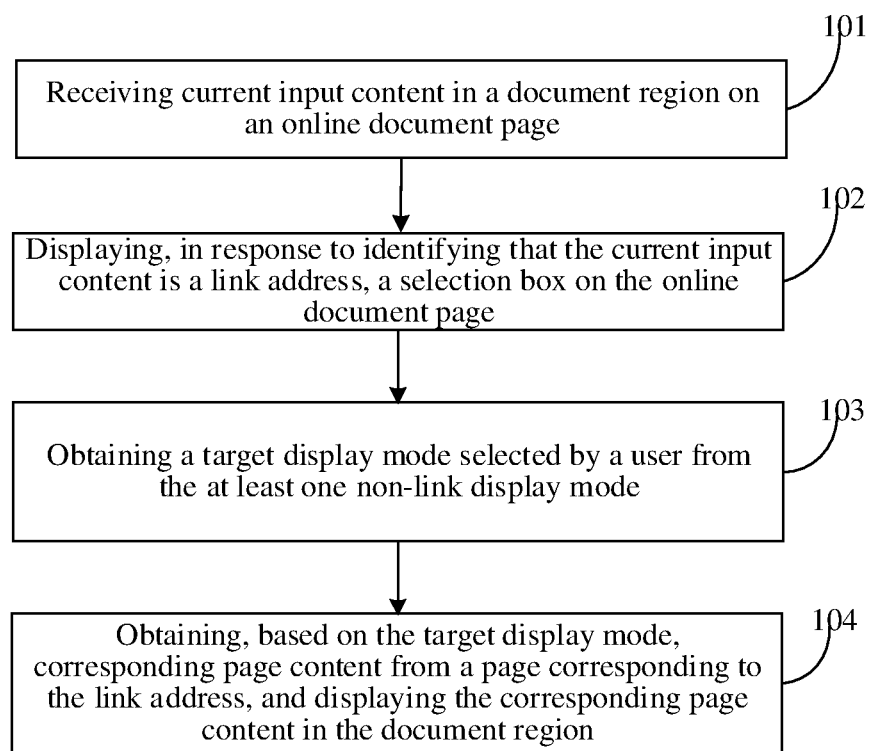 101
Receiving current input content in a document region on
an online document page
102
Displaying, in response to identifying that the current input
content is a link address, a selection box on the online
document page
103
Obtaining a target display mode selected by a user from
the at least one non-link display mode
104
Obtaining, based on the target display mode,
corresponding page content from a page corresponding to
the link address, and displaying the corresponding page
content in the document region